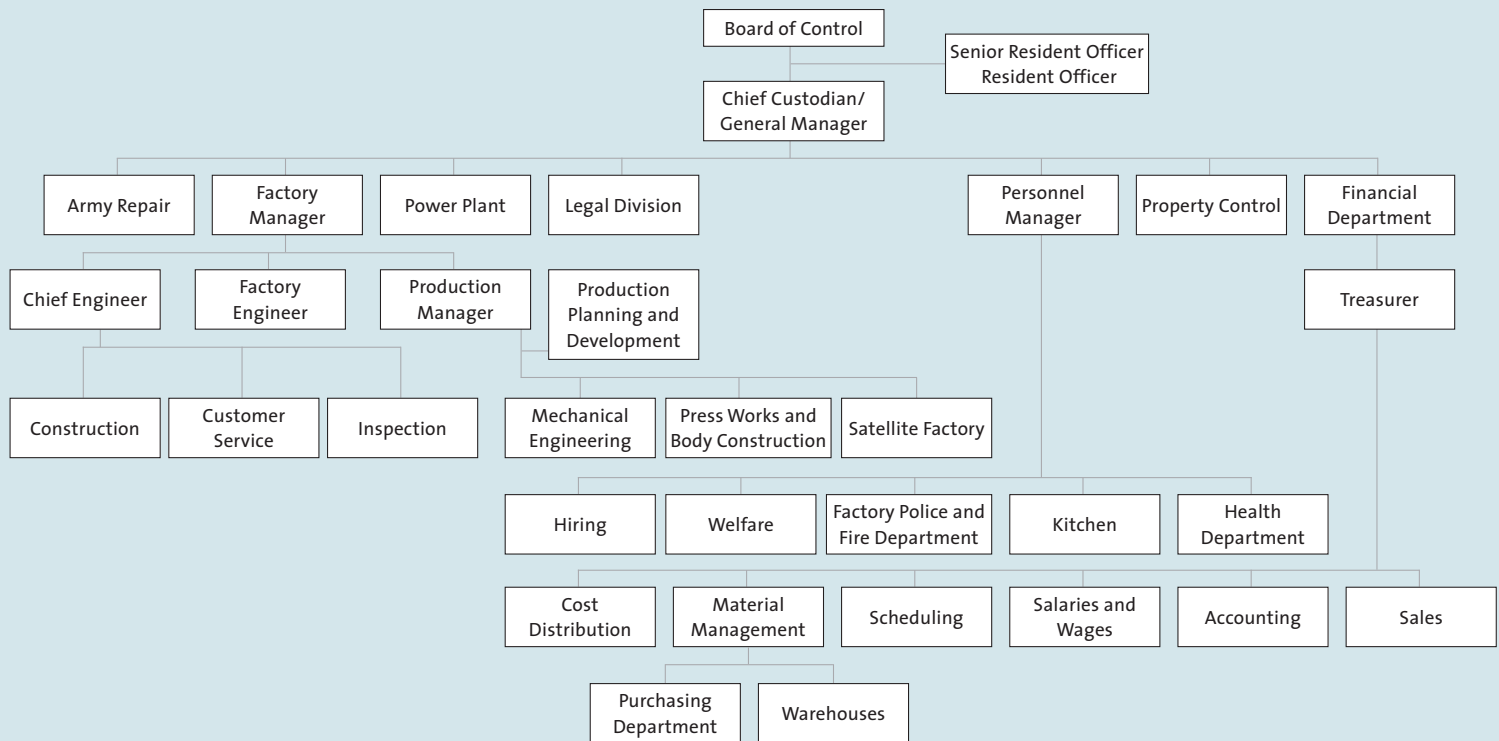 Board of Control
Senior Resident Officer
Resident Officer
Chief Custodian/
General Manager
Army Repair
Factory
Manager
Power Plant
Legal Division
Personnel
Manager
Property Control
Financial
Department
Chief Engineer
Factory
Engineer
Production
Manager
Production
Planning and
Development
Treasurer
Construction
Customer
Service
Inspection
Mechanical
Engineering
Press Works and
Body Construction
Satellite Factory
Hiring
Welfare
Factory Police and
Fire Department
Kitchen
Health
Department
Cost
Distribution
Material
Management
Scheduling
Salaries and
Wages
Accounting
Sales
Purchasing
Department
Warehouses